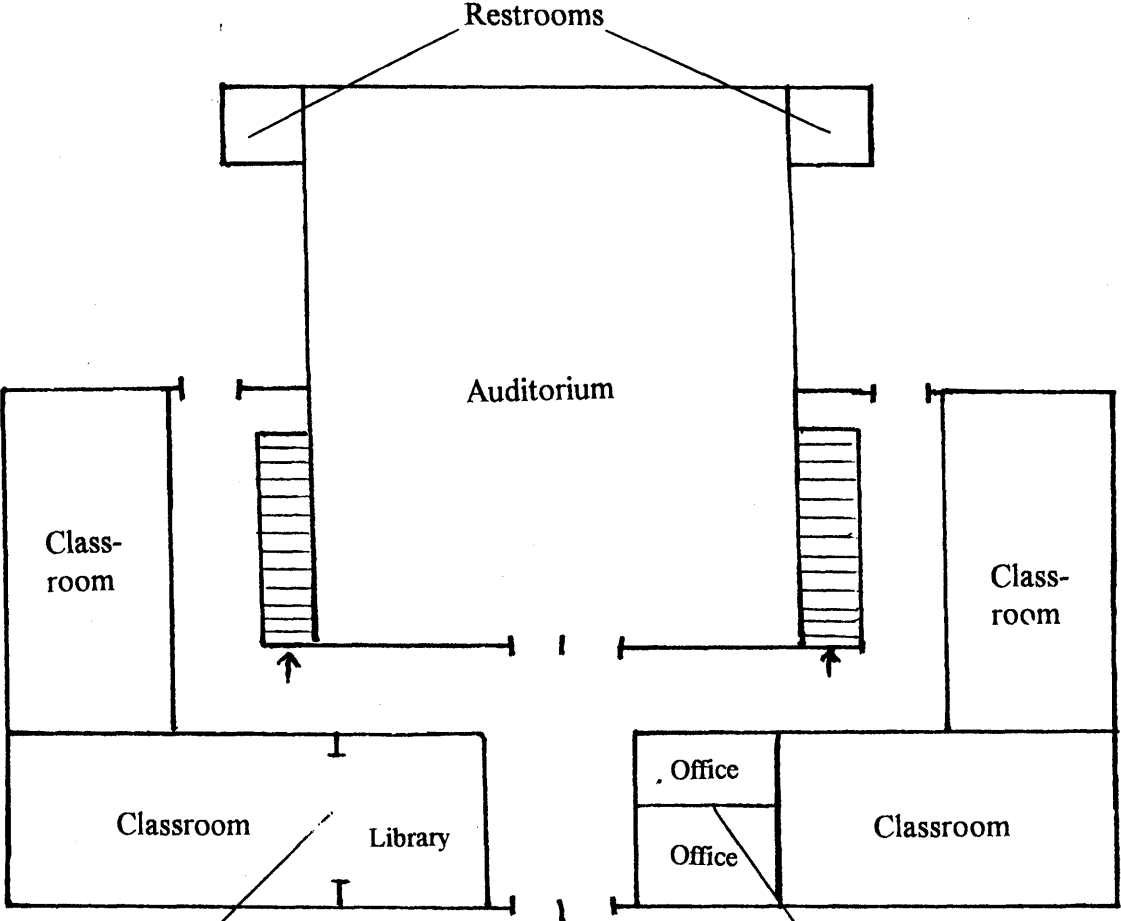 Restrooms
Auditorium
Class-
room
Class-
room
Office
Classroom
Library
Office
Classroom